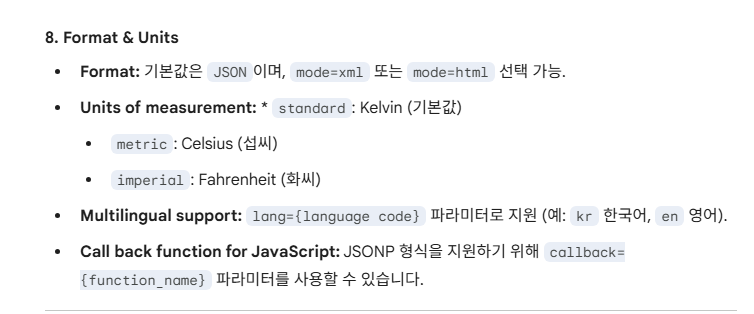 8. Format & Units
• Format: 기본값은 JSON이며, mode=xml 또는 mode=html 선택 가능.
• Units of measurement: * standard: Kelvin (기본값)
• metric: Celsius (섭씨)
• imperial: Fahrenheit (화씨)
• Multilingual support: lang={language code} 파라미터로 지원 (예: kr 한국어, en 영어).
• Call back function for JavaScript: JSONP 형식을 지원하기 위해 callback=
{function_name} 파라미터를 사용할 수 있습니다.